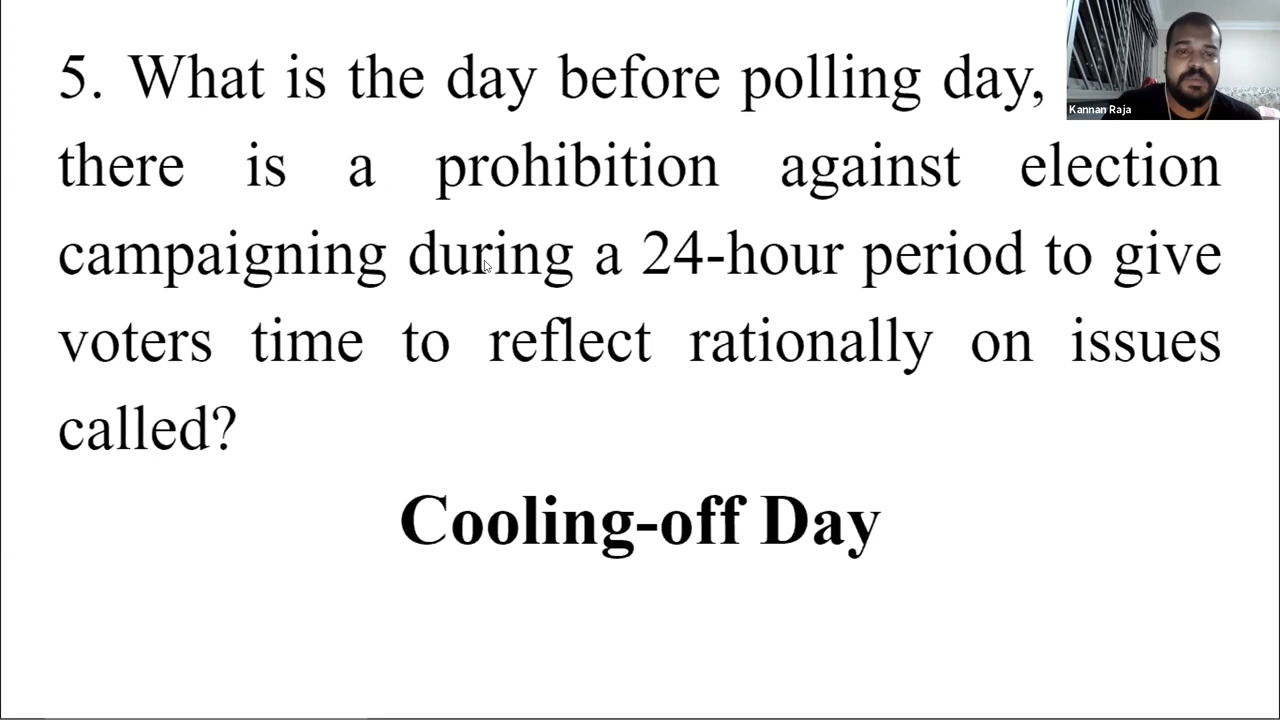 5. What is the day before polling day,
Kannan Raja
there is a prohibition against election
campaigning during a 24-hour period to give
voters time to reflect rationally on issues
called?
Cooling-off Day